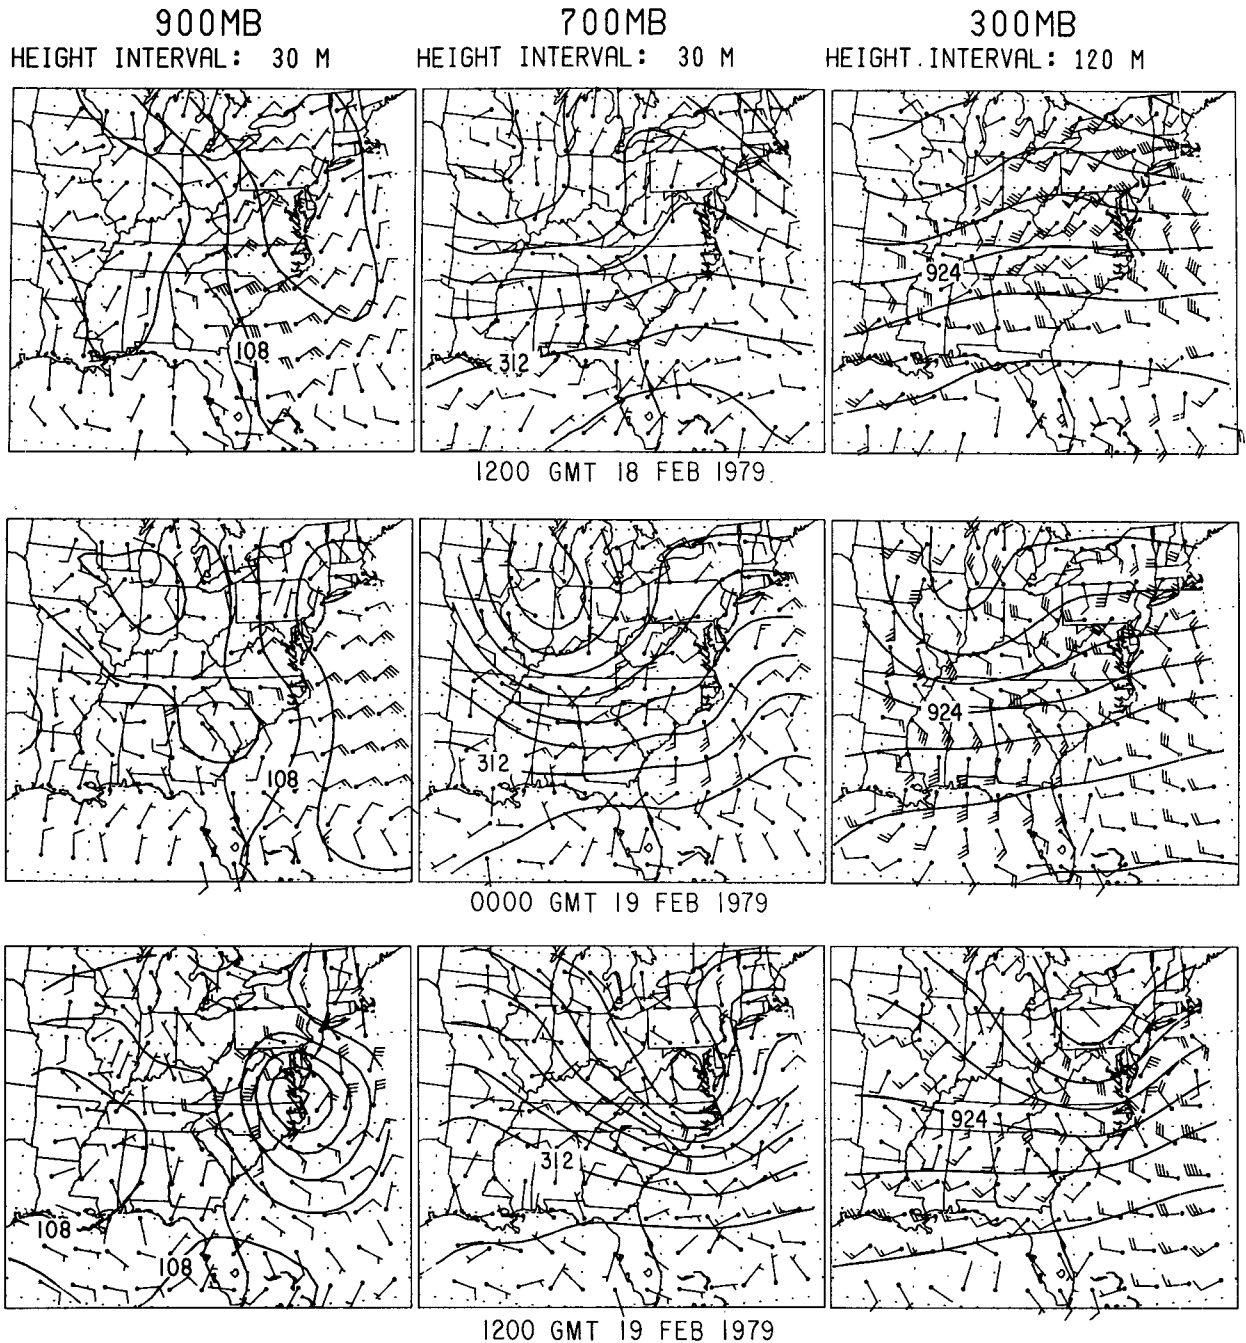 900MB 700MB 300MB
HEIGHT INTERVAL: 30 M HEIGHT INTERVAL: 30 M HEIGHT.INTERVAL: 120 M
108 312 924
1200 GMT 18 FEB 1979
108 312 924
0000 GMT 19 FEB 1979
108 108 312 924
1200 GMT 19 FEB 1979